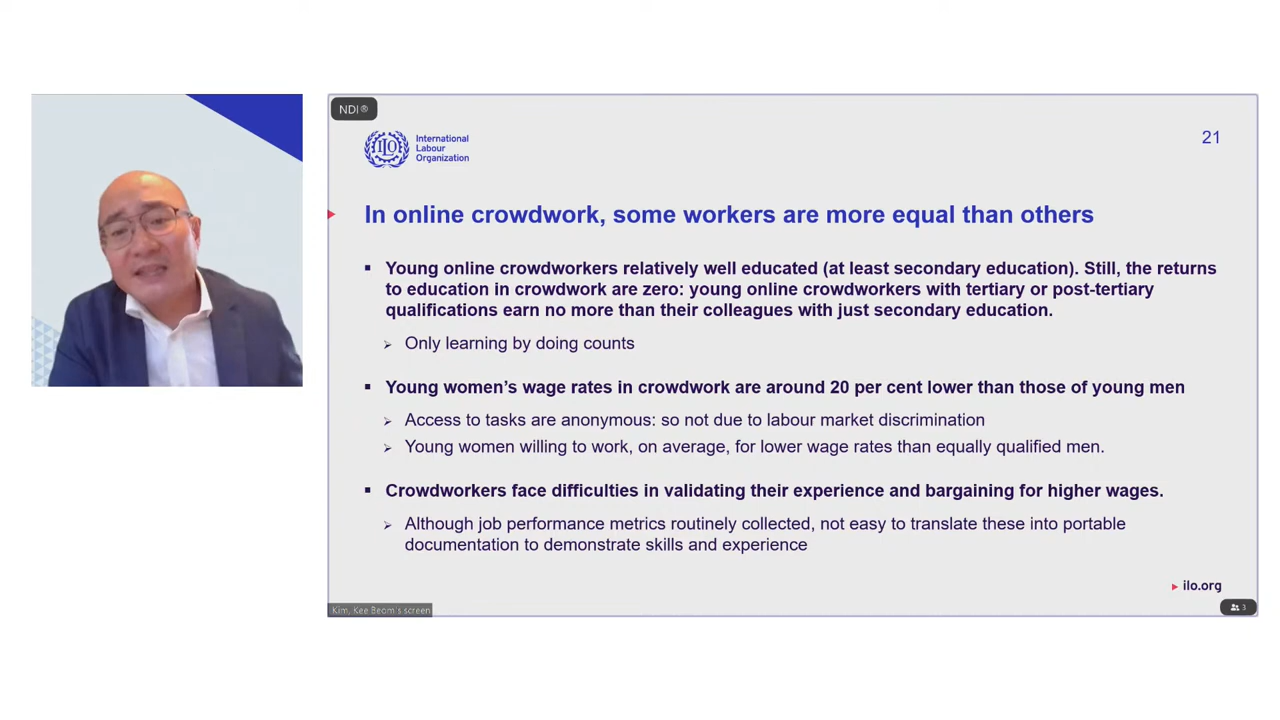 NDI®
International
Labour
Organization
21
In online crowdwork, some workers are more equal than others
Young online crowdworkers relatively well educated (at least secondary education). Still, the returns
to education in crowdwork are zero: young online crowdworkers with tertiary or post-tertiary
qualifications earn no more than their colleagues with just secondary education.
Only learning by doing counts
Young women’s wage rates in crowdwork are around 20 per cent lower than those of young men
Access to tasks are anonymous: so not due to labour market discrimination
Young women willing to work, on average, for lower wage rates than equally qualified men.
Crowdworkers face difficulties in validating their experience and bargaining for higher wages.
Although job performance metrics routinely collected, not easy to translate these into portable
documentation to demonstrate skills and experience
ilo.org
Kim, Kee Beom's screen
3